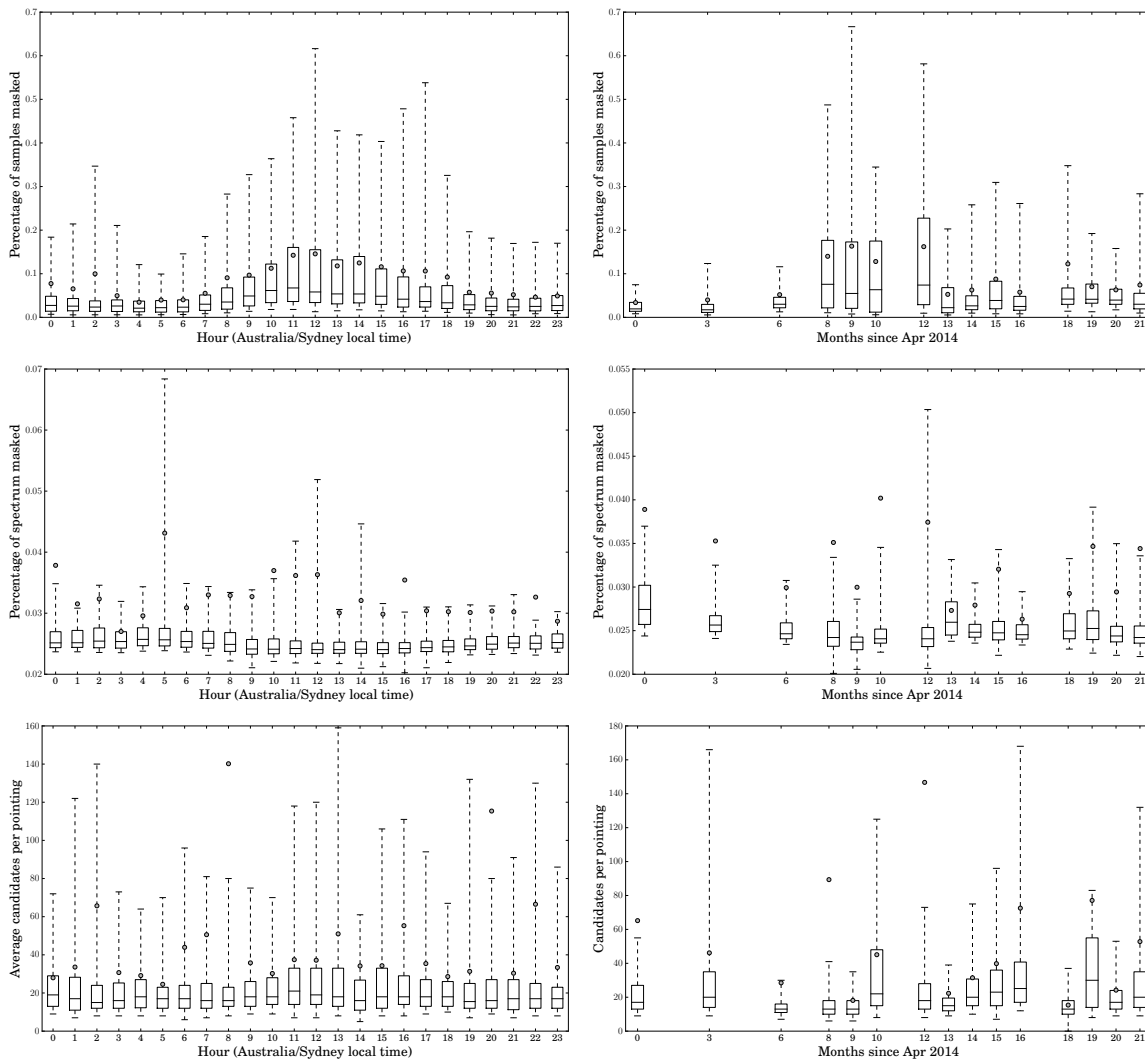 0.7
0.6
0.5
0.4
0.3
0.2
0.1
0.0
Percentage of samples masked
0 1 2 3 4 5 6 7 8 9 10 11 12 13 14 15 16 17 18 19 20 21 22 23
Hour (Australia/Sydney local time)
0.7
0.6
0.5
0.4
0.3
0.2
0.1
0.0
Percentage of samples masked
0 3 6 8 9 10 12 13 14 15 16 18 19 20 21
Months since Apr 2014
0.07
0.06
0.05
0.04
0.03
0.02
Percentage of spectrum masked
0 1 2 3 4 5 6 7 8 9 10 11 12 13 14 15 16 17 18 19 20 21 22 23
Hour (Australia/Sydney local time)
0.055
0.050
0.045
0.040
0.035
0.030
0.025
0.020
Percentage of spectrum masked
0 3 6 8 9 10 12 13 14 15 16 18 19 20 21
Months since Apr 2014
160
140
120
100
80
60
40
20
0
Average candidates per pointing
0 1 2 3 4 5 6 7 8 9 10 11 12 13 14 15 16 17 18 19 20 21 22 23
Hour (Australia/Sydney local time)
180
160
140
120
100
80
60
40
20
0
Candidates per pointing
0 3 6 8 9 10 12 13 14 15 16 18 19 20 21
Months since Apr 2014